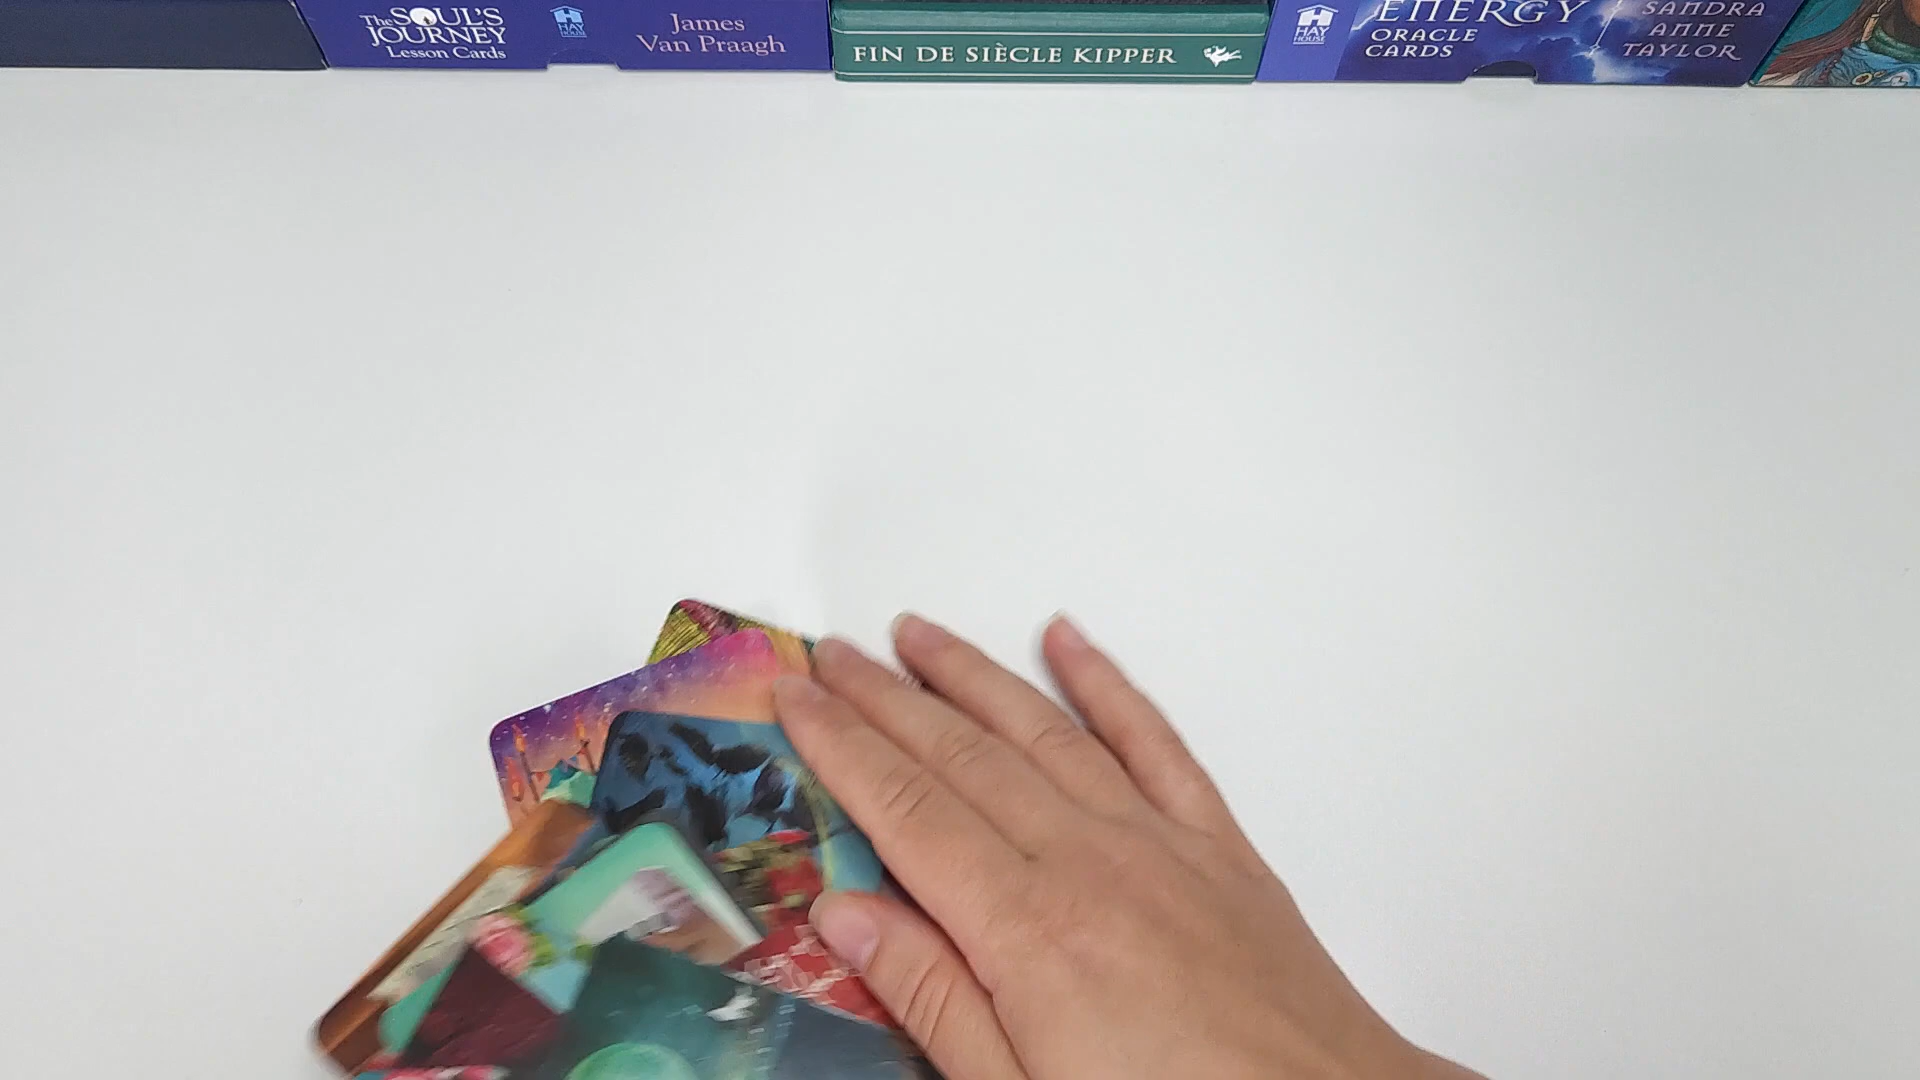 The SOUL'S
JOURNEY
Lesson Cards
HAY
HOUSE
James
Van Praagh
FIN DE SIÈCLE KIPPER
HAY
HOUSE
ENERGY
ORACLE
CARDS
SANDRA
ANNE
TAYLOR